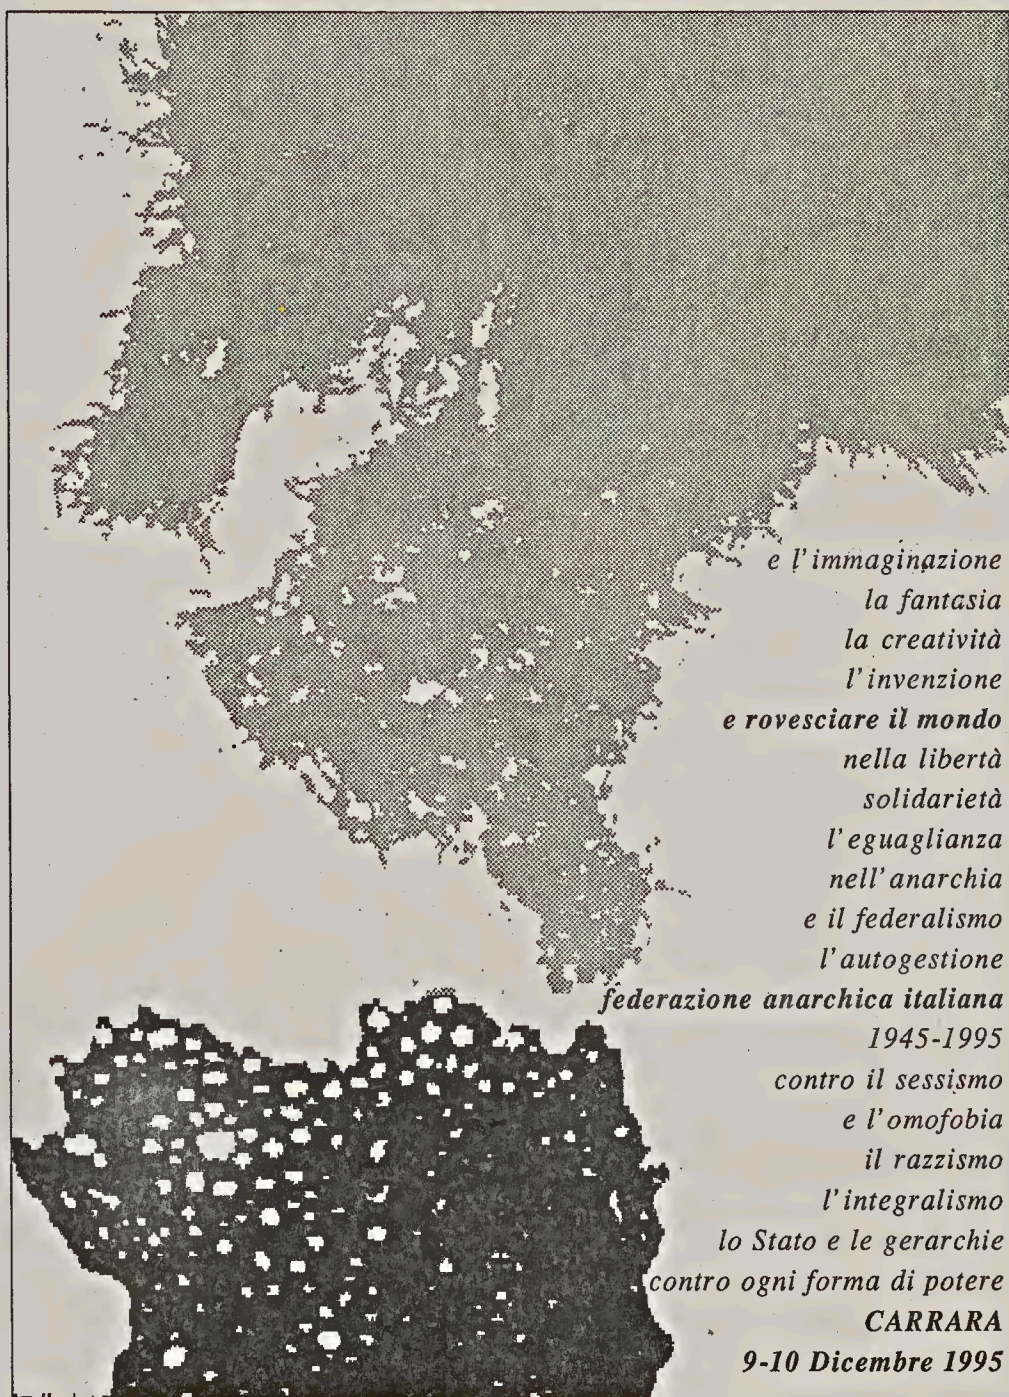 e l'immaginazione
la fantasia
la creatività
l'invenzione
e rovesciare il mondo
nella libertà
solidarietà
l'eguaglianza
nell'anarchia
e il federalismo
l'autogestione
federazione anarchica italiana
1945-1995
contro il sessismo
e l'omofobia
il razzismo
l'integralismo
lo Stato e le gerarchie
contro ogni forma di potere
CARRARA
9-10 Dicembre 1995